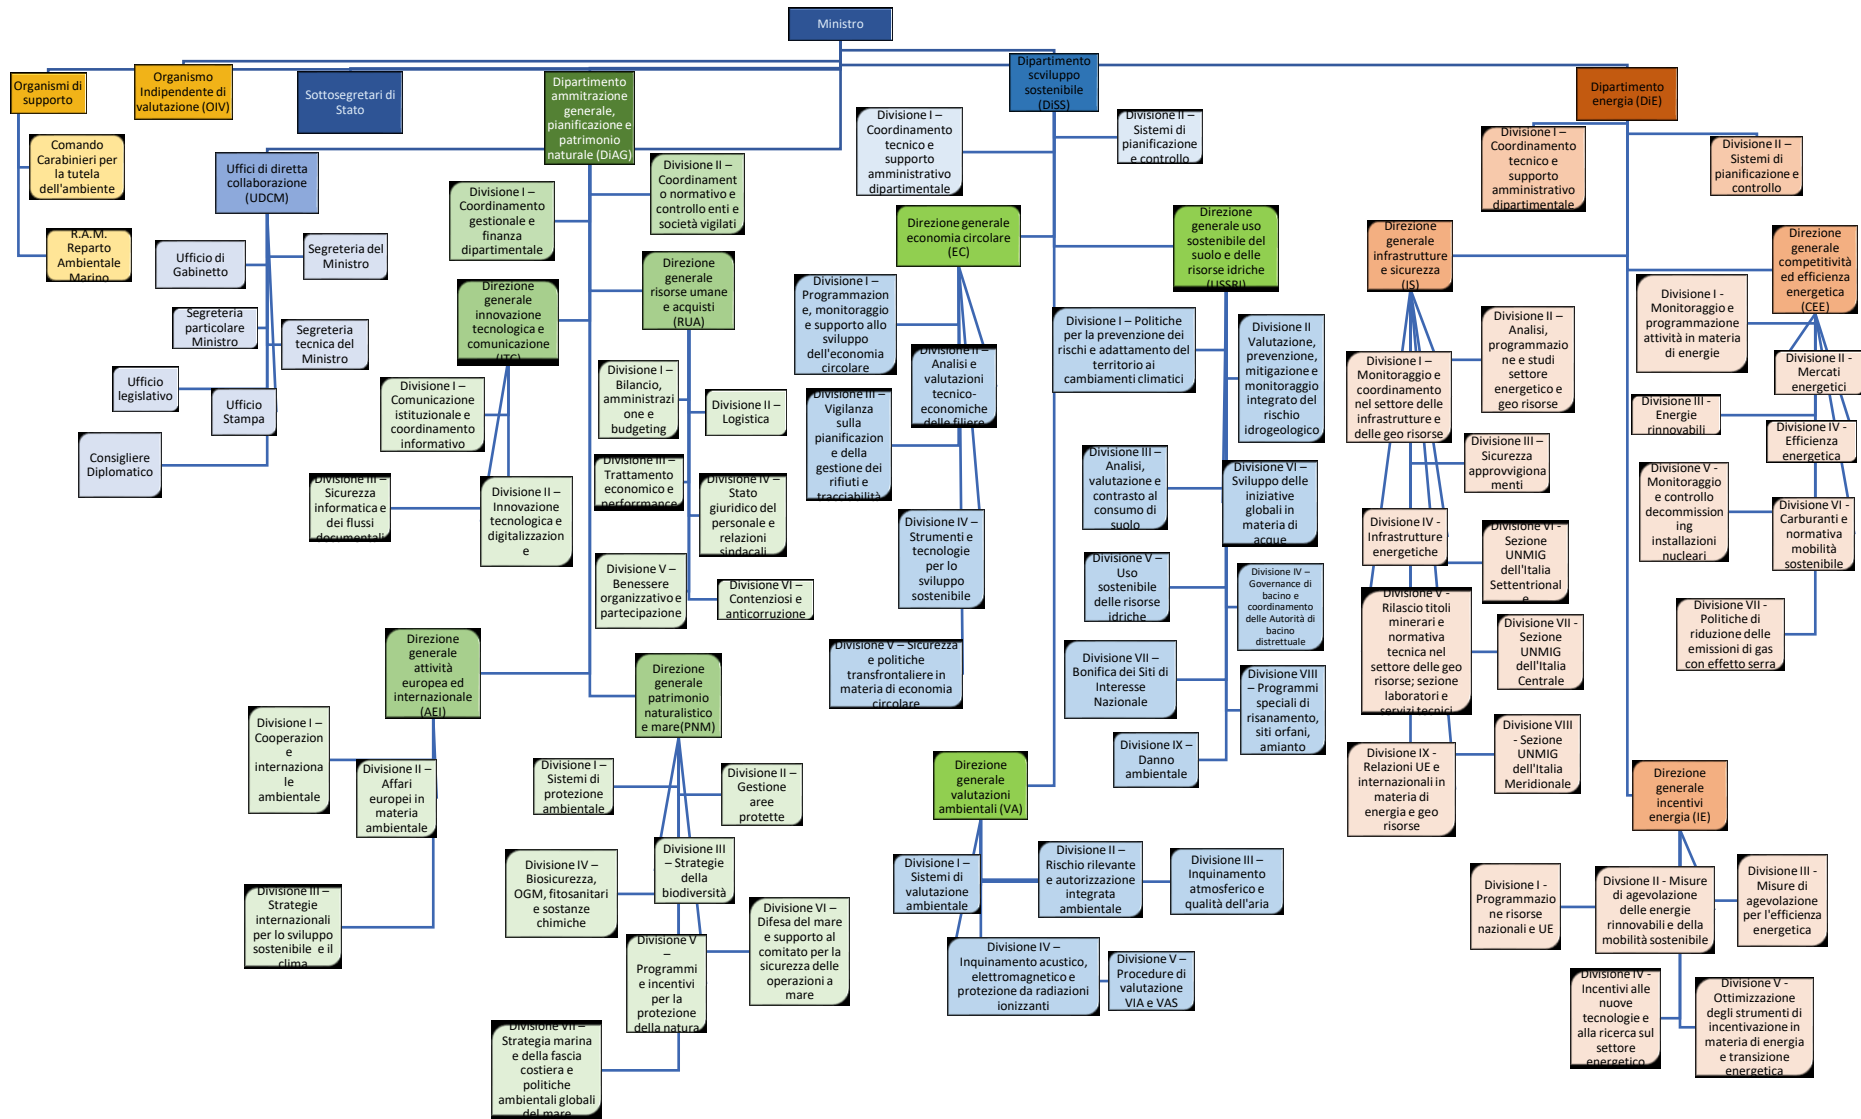 Ministro
Organismi di
supporto
Organismo
Indipendente di
valutazione (OIV)
Sottosegretari di
Stato
Dipartimento
ammitrazione
generale,
pianificazione e
patrimonio
naturale (DiAG)
Dipartimento
scviluppo
sostenibile
(DiSS)
Dipartimento
energia (DiE)
Comando
Carabinieri per
la tutela
dell'ambiente
R.A.M.
Reparto
Ambientale
Marino
Uffici di diretta
collaborazione
(UDCM)
Ufficio di
Gabinetto
Segreteria del
Ministro
Segreteria
particolare
Ministro
Segreteria
tecnica del
Ministro
Ufficio
legislativo
Ufficio
Stampa
Consigliere
Diplomatico
Divisione I –
Coordinamento
gestionale e
finanza
dipartimentale
Divisione II –
Coordinament
o normativo e
controllo enti e
società vigilati
Direzione
generale
innovazione
tecnologica e
comunicazione
(ITC)
Direzione
generale
risorse umane
e acquisti
(RUA)
Divisione I –
Comunicazione
istituzionale e
coordinamento
informativo
Divisione III –
Sicurezza
informatica e
dei flussi
documentali
Divisione II –
Innovazione
tecnologica e
digitalizzazion
e
Divisione I –
Bilancio,
amministrazi
one e
budgeting
Divisione II –
Logistica
Divisione III –
Trattamento
economico e
perforrmance
Divisione IV –
Stato
giuridico del
personale e
relazioni
sindacali
Divisione V –
Benessere
organizzativo e
partecipazione
Divisione VI –
Contenziosi e
anticorruzione
Direzione
generale
attività
europea ed
internazionale
(AEI)
Direzione
generale
patrimonio
naturalistico
e mare(PNM)
Divisione I –
Cooperazion
e
internaziona
le
ambientale
Divisione II –
Affari
europei in
materia
ambientale
Divisione III –
Strategie
internazionali
per lo sviluppo
sostenibile e il
clima
Divisione I –
Sistemi di
protezione
ambientale
Divisione II –
Gestione
aree
protette
Divisione III
– Strategie
della
biodiversità
Divisione IV –
Biosicurezza,
OGM, fitosanitari
e sostanze
chimiche
Divisione V
–
Programmi
e incentivi
per la
protezione
della natura
Divisione VI –
Difesa del mare
e supporto al
comitato per la
sicurezza delle
operazioni a
mare
Divisione VII –
Strategia marina
e della fascia
costiera e
politiche
ambientali globali
del mare
Divisione I –
Coordinamento
tecnico e
supporto
amministrativo
dipartimentale
Divisione II –
Sistemi di
pianificazione
e controllo
Direzione generale
economia circolare
(EC)
Direzione
generale uso
sostenibile del
suolo e delle
risorse idriche
(USSRI)
Divisione I –
Programmazion
e, monitoraggio
e supporto allo
sviluppo
dell'economia
circolare
Divisione II –
Analisi e
valutazioni
tecnico-
economiche
delle filiere
Divisione III –
Vigilanza
sulla
pianificazion
e e della
gestione dei
rifiuti e
tracciabilità
Divisione IV –
Strumenti e
tecnologie
per lo
sviluppo
sostenibile
Divisione V – Sicurezza
e politiche
transfrontaliere in
materia di economia
circolare
Divisione I – Politiche
per la prevenzione dei
rischi e adattamento del
territorio ai
cambiamenti climatici
Divisione II
Valutazione,
prevenzione,
mitigazione e
monitoraggio
integrato del
rischio
idrogeologico
Divisione III –
Analisi,
valutazione e
contrasto al
consumo di
suolo
Divisione VI –
Sviluppo delle
iniziative
globali in
materia di
acque
Divisione V –
Uso
sostenibile
delle risorse
idriche
Divisione IV –
Governance di
bacino e
coordinamento
delle Autorità di
bacino
distrettuale
Divisione VII –
Bonifica dei Siti di
Interesse
Nazionale
Divisione VIII
– Programmi
speciali di
risanamento,
siti orfani,
amianto
Divisione IX –
Danno
ambientale
Direzione
generale
valutazioni
ambientali (VA)
Divisione I –
Sistemi di
valutazione
ambientale
Divisione II –
Rischio rilevante
e autorizzazione
integrata
ambientale
Divisione III –
Inquinamento
atmosferico e
qualità dell'aria
Divisione IV –
Inquinamento acustico,
elettromagnetico e
protezione da radiazioni
ionizzanti
Divisione V –
Procedure di
valutazione
VIA e VAS
Divisione I –
Coordinamento
tecnico e
supporto
amministrativo
dipartimentale
Divisione II –
Sistemi di
pianificazione e
controllo
Direzione
generale
infrastrutture
e sicurezza
(IS)
Direzione
generale
competitività
ed efficienza
energetica
(CEE)
Divisione I –
Monitoraggio e
coordinamento
nel settore delle
infrastrutture e
delle geo risorse
Divisione II –
Analisi,
programmazio
ne e studi
settore
energetico e
geo risorse
Divisione III –
Sicurezza
approvvigiona
menti
Divisione IV -
Infrastrutture
energetiche
Divisione VI -
Sezione
UNMIG
dell'Italia
Settentrional
e
Divisione V -
Rilascio titoli
minerari e
normativa
tecnica nel
settore delle geo
risorse; sezione
laboratori e
servizi tecnici
Divisione VII -
Sezione
UNMIG
dell'Italia
Centrale
Divisione VIII
- Sezione
UNMIG
dell'Italia
Meridionale
Divisione IX -
Relazioni UE e
internazionali in
materia di
energia e geo
risorse
Divisione I -
Monitoraggio e
programmazione
attività in materia
di energie
Divisione II -
Mercati
energetici
Divisione III -
Energie
rinnovabili
Divisione IV -
Efficienza
energetica
Divisione V -
Monitoraggio
e controllo
decommission
ing
installazioni
nucleari
Divisione VI -
Carburanti e
normativa
mobilità
sostenibile
Divisione VII -
Politiche di
riduzione delle
emissioni di gas
con effetto serra
Direzione
generale
incentivi
energia (IE)
Divisione I -
Programmazio
ne risorse
nazionali e UE
Divsione II - Misure
di agevolazione
delle energie
rinnovabili e della
mobilità sostenibile
Divisione III -
Misure di
agevolazione
per l'efficienza
energetica
Divisione IV -
Incentivi alle
nuove
tecnologie e
alla ricerca sul
settore
energetico
Divisione V -
Ottimizzazione
degli strumenti di
incentivazione in
materia di energia
e transizione
energetica